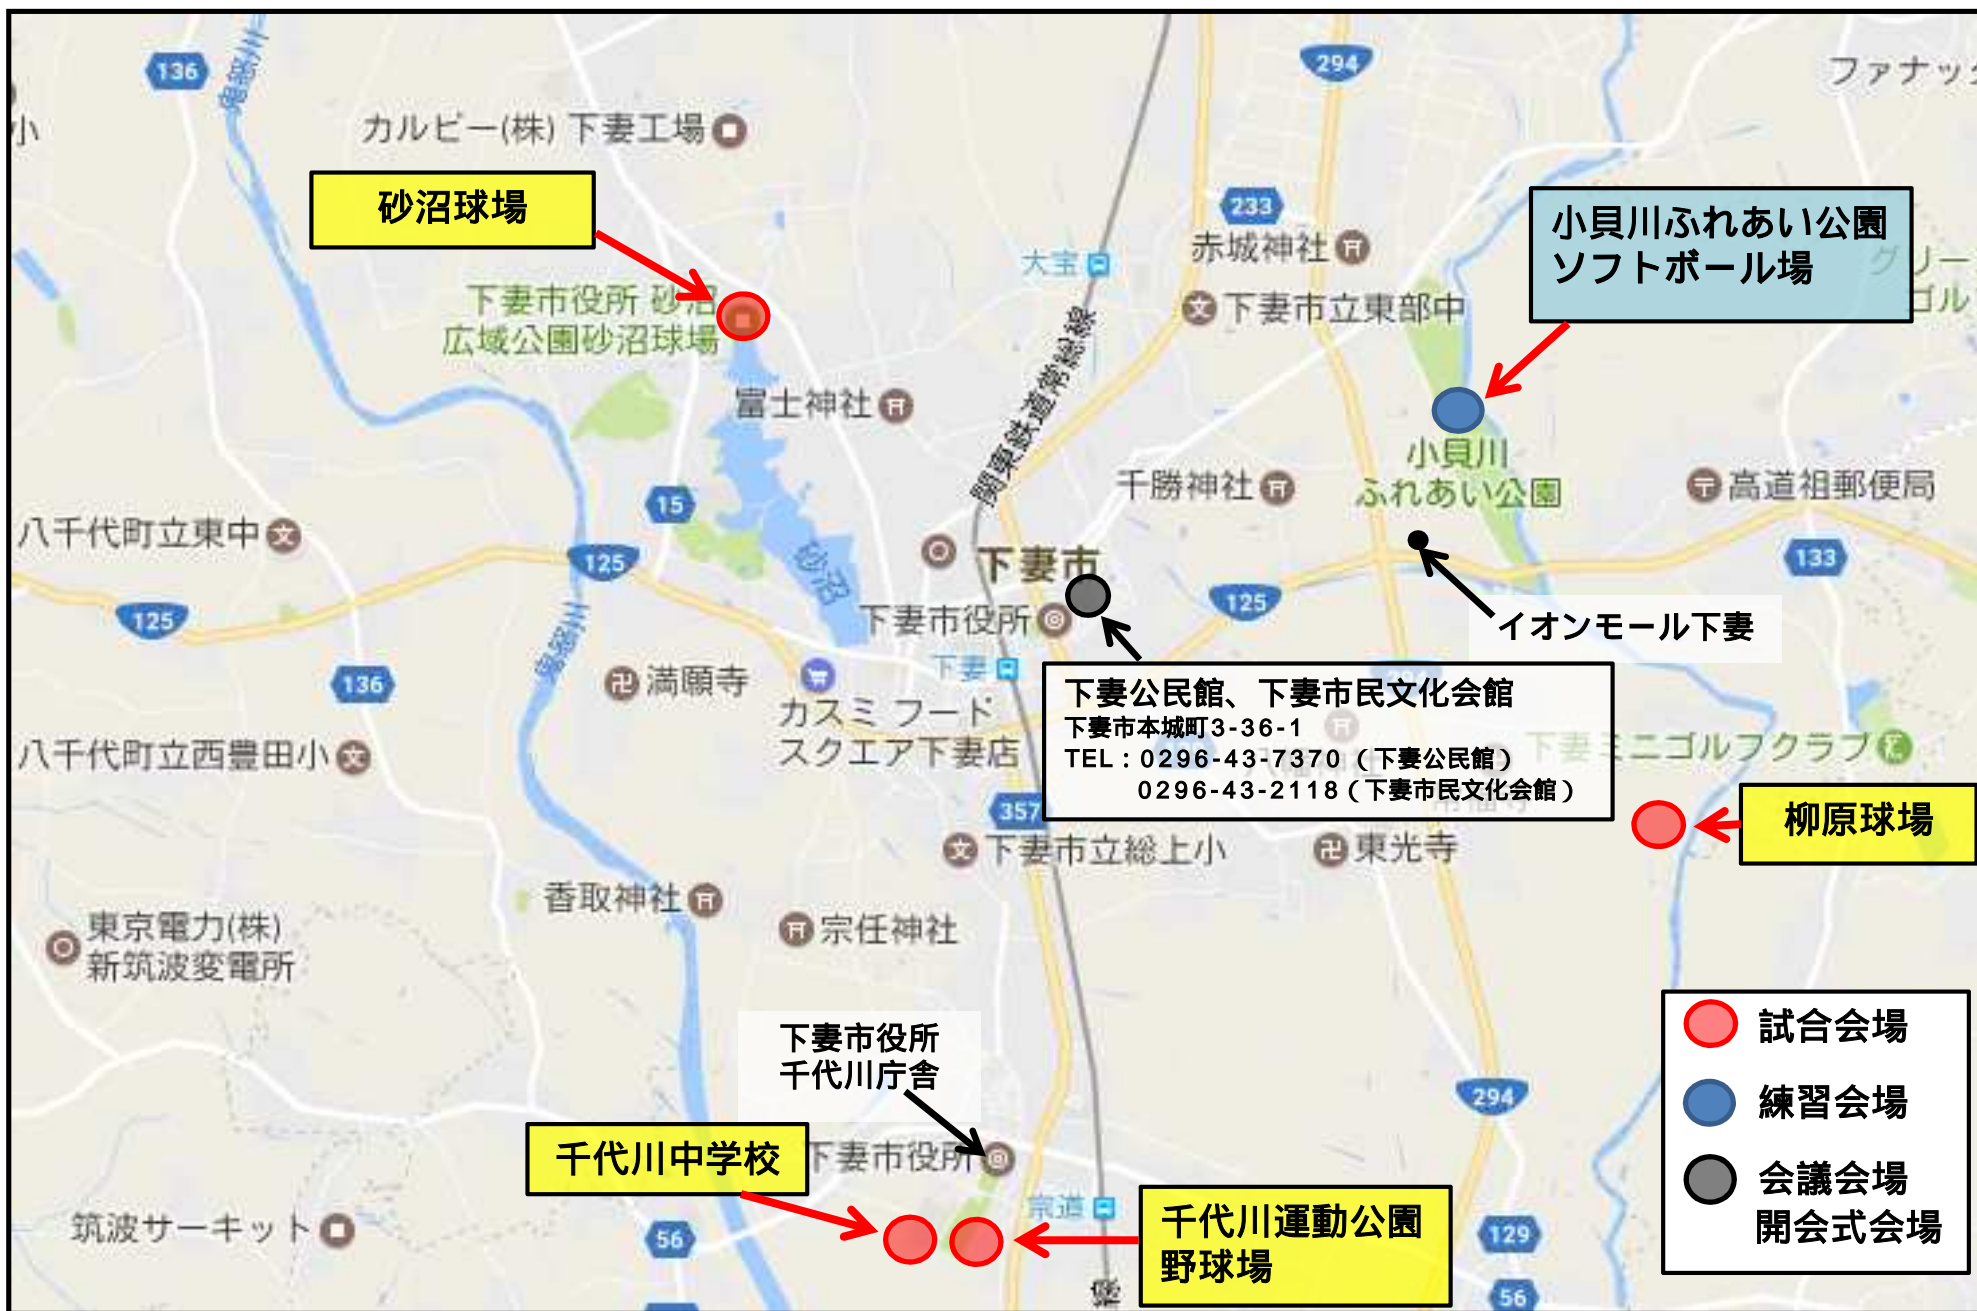 136
鬼怒川
294
ファナック
小
カルビー(株) 下妻工場
砂沼球場
233
赤城神社
小貝川ふれあい公園
ソフトボール場
大宝
グリー
ゴル
下妻市役所 砂沼
広域公園砂沼球場
下妻市立東部中
関東鉄道常総線
富士神社
小貝川
ふれあい公園
千勝神社
高道祖郵便局
15
八千代町立東中
125
砂沼
下妻市
133
125
125
下妻市役所
イオンモール下妻
鬼怒川
下妻
136
満願寺
カスミ フード
スクエア下妻店
下妻公民館、下妻市民文化会館
下妻市本城町3-36-1
TEL:0296-43-7370 (下妻公民館)
0296-43-2118(下妻市民文化会館)
八千代町立西豊田小
下妻ミニゴルフクラブ
357
柳原球場
下妻市立総上小
東光寺
香取神社
宗任神社
東京電力(株)
新筑波変電所
試合会場
下妻市役所
千代川庁舎
294
練習会場
千代川中学校
下妻市役所
会議会場
開会式会場
宗道
千代川運動公園
野球場
筑波サーキット
56
129
56